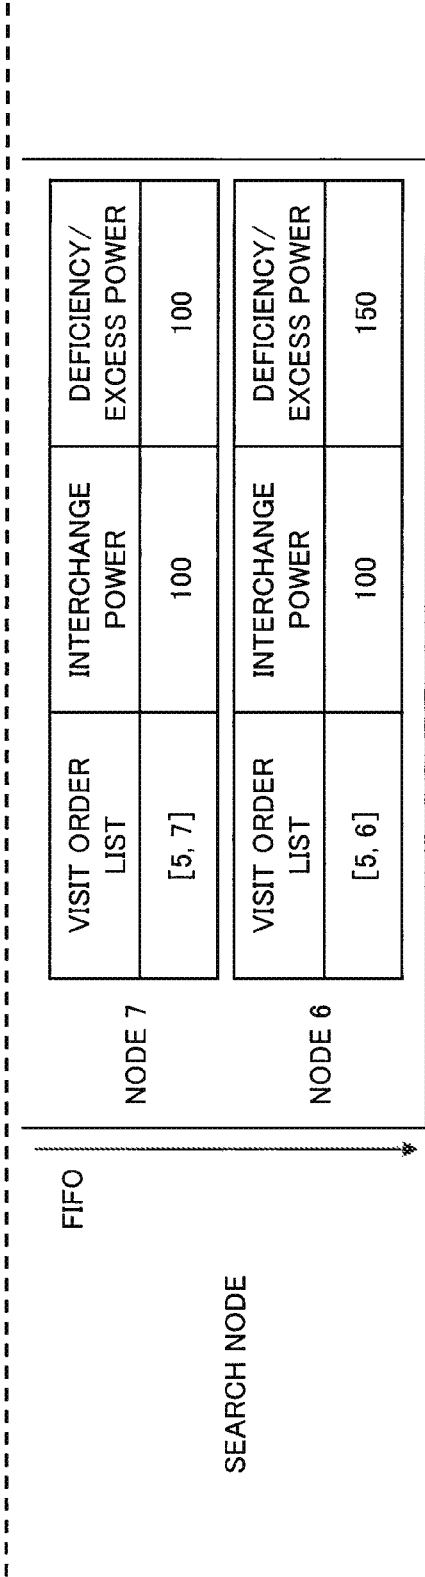 FIFO
SEARCH NODE
NODE 7
VISIT ORDER
LIST
INTERCHANGE
POWER
DEFICIENCY/
EXCESS POWER
[5, 7]
100
100
NODE 6
VISIT ORDER
LIST
INTERCHANGE
POWER
DEFICIENCY/
EXCESS POWER
[5, 6]
100
150